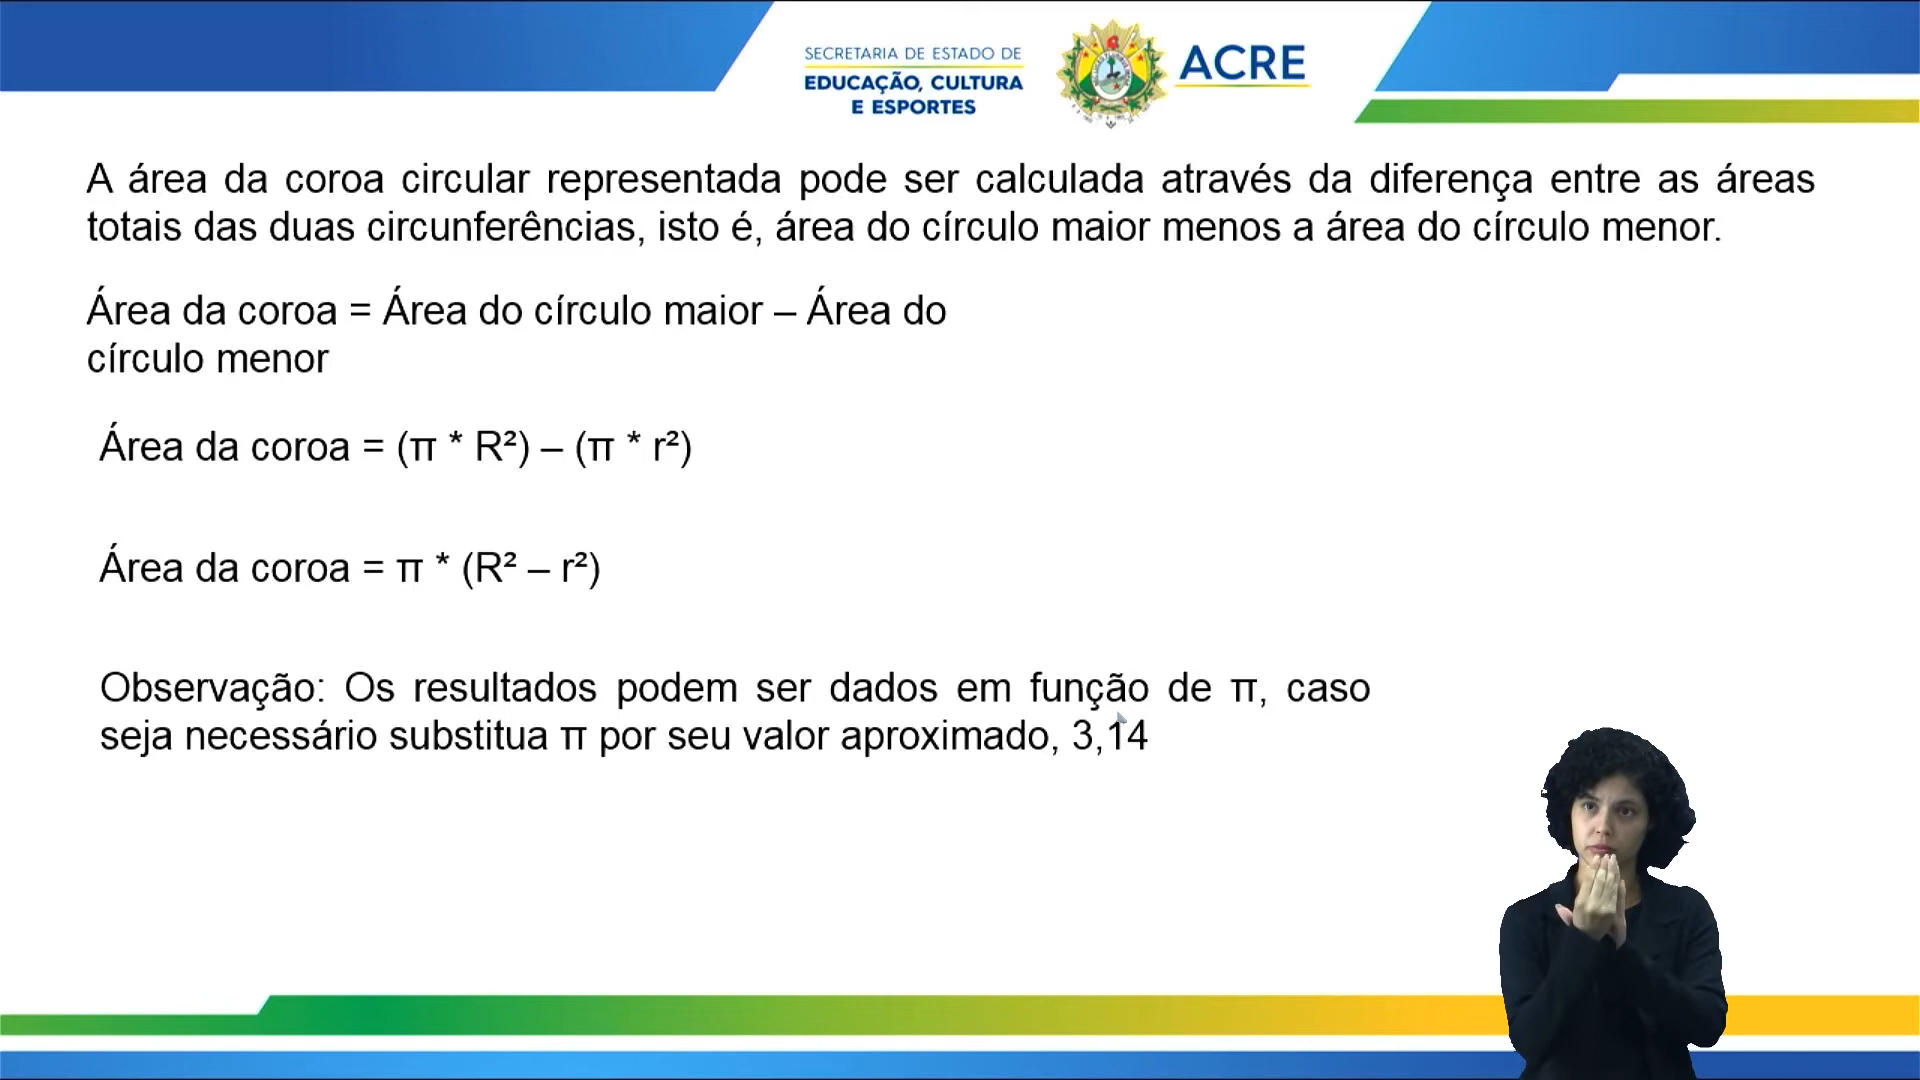 SECRETARIA DE ESTADO DE
EDUCAÇÃO, CULTURA
E ESPORTES
ACRE
A área da coroa circular representada pode ser calculada através da diferença entre as áreas
totais das duas circunferências, isto é, área do círculo maior menos a área do círculo menor.
Área da coroa = Área do círculo maior – Área do
círculo menor
Área da coroa = (π * R²) – (π * r²)
Área da coroa = π * (R² – r²)
Observação: Os resultados podem ser dados em função de π, caso
seja necessário substitua π por seu valor aproximado, 3,14